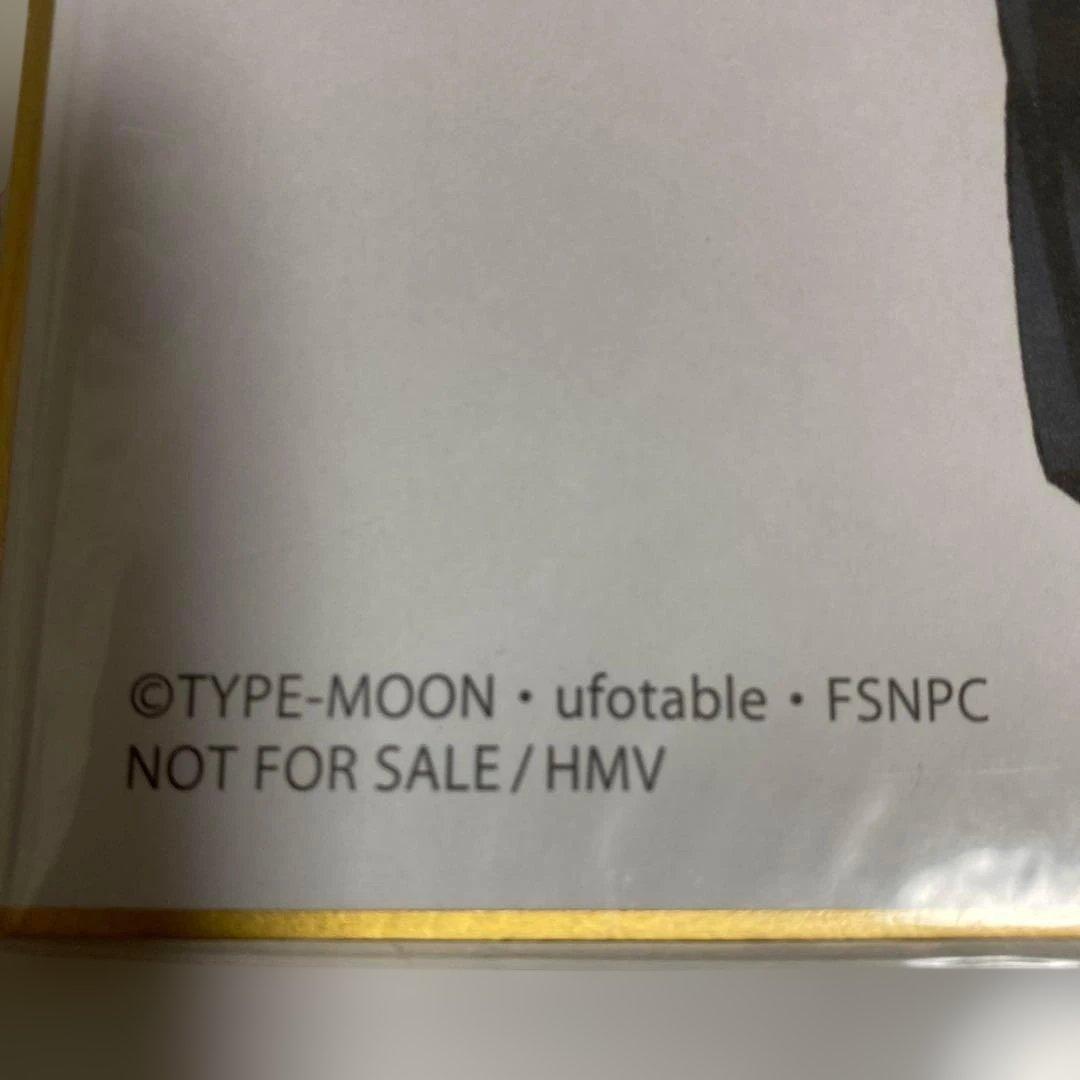 ©TYPE-MOON・ufotable・FSNPC
NOT FOR SALE/HMV